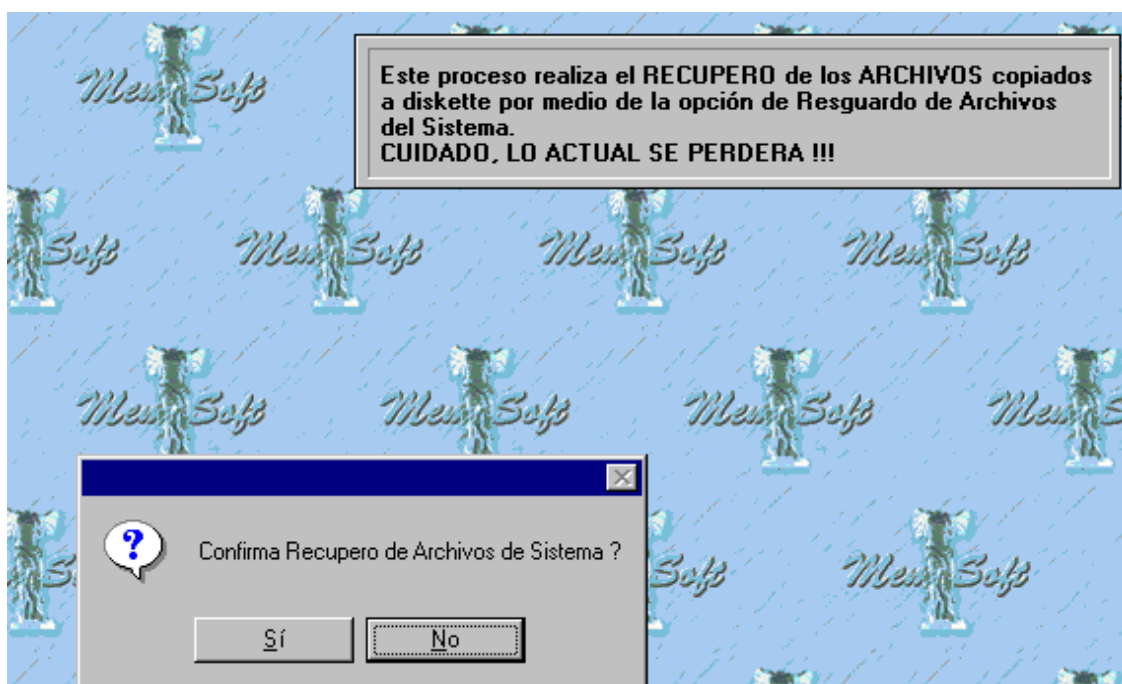 Este proceso realiza el RECUPERO de los ARCHIVOS copiados
a diskette por medio de la opción de Resguardo de Archivos
del Sistema.
CUIDADO, LO ACTUAL SE PERDERA !!!
Confirma Recupero de Archivos de Sistema ?
Sí
No